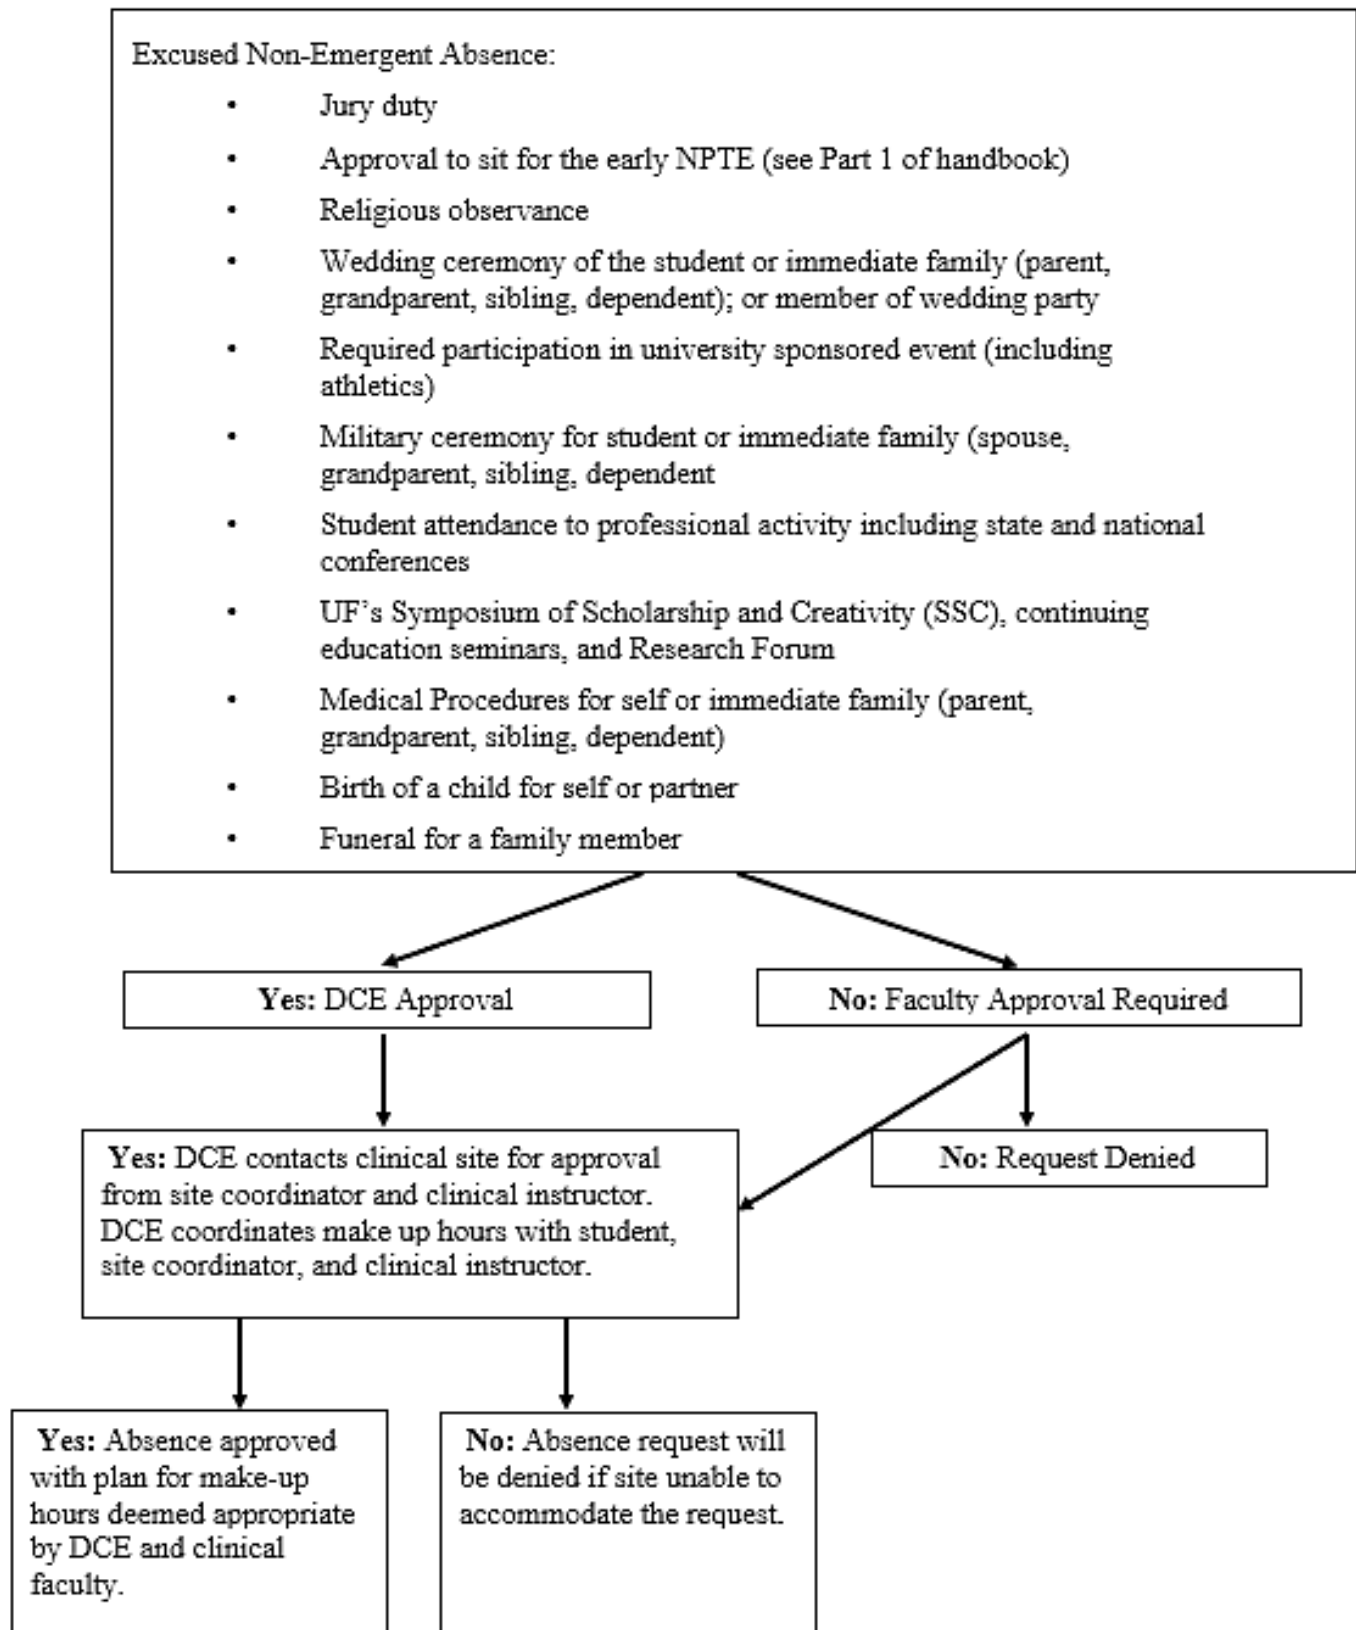 Excused Non-Emergent Absence:
• Jury duty
• Approval to sit for the early NPTE (see Part 1 of handbook)
• Religious observance
• Wedding ceremony of the student or immediate family (parent,
grandparent, sibling, dependent); or member of wedding party
• Required participation in university sponsored event (including
athletics)
• Military ceremony for student or immediate family (spouse,
grandparent, sibling, dependent
• Student attendance to professional activity including state and national
conferences
• UF’s Symposium of Scholarship and Creativity (SSC), continuing
education seminars, and Research Forum
• Medical Procedures for self or immediate family (parent,
grandparent, sibling, dependent)
• Birth of a child for self or partner
• Funeral for a family member
Yes: DCE Approval
No: Faculty Approval Required
Yes: DCE contacts clinical site for approval
from site coordinator and clinical instructor.
DCE coordinates make up hours with student,
site coordinator, and clinical instructor.
No: Request Denied
Yes: Absence approved
with plan for make-up
hours deemed appropriate
by DCE and clinical
faculty.
No: Absence request will
be denied if site unable to
accommodate the request.